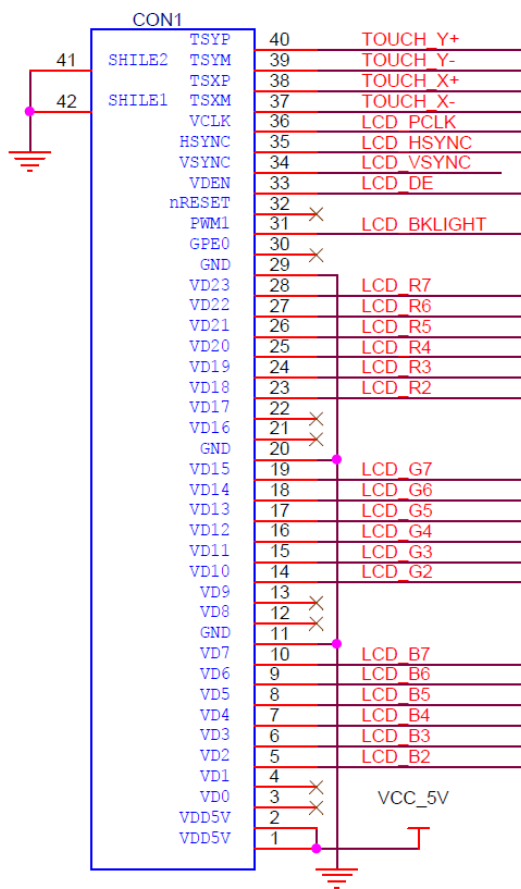 CON1
TSYP 40 TOUCH_Y+
41 SHILE2 TSYM 39 TOUCH_Y-
TSXP 38 TOUCH_X+
42 SHILE1 TSXM 37 TOUCH_X-
VCLK 36 LCD_PCLK
HSYNC 35 LCD_HSYNC
VSYNC 34 LCD_VSYNC
VDEN 33 LCD_DE
nRESET 32
PWM1 31 LCD_BKLIGHT
GPE0 30
GND 29
VD23 28 LCD_R7
VD22 27 LCD_R6
VD21 26 LCD_R5
VD20 25 LCD_R4
VD19 24 LCD_R3
VD18 23 LCD_R2
VD17 22
VD16 21
GND 20
VD15 19 LCD_G7
VD14 18 LCD_G6
VD13 17 LCD_G5
VD12 16 LCD_G4
VD11 15 LCD_G3
VD10 14 LCD_G2
VD9 13
VD8 12
GND 11
VD7 10 LCD_B7
VD6 9 LCD_B6
VD5 8 LCD_B5
VD4 7 LCD_B4
VD3 6 LCD_B3
VD2 5 LCD_B2
VD1 4
VD0 3 VCC_5V
VDD5V 2
VDD5V 1